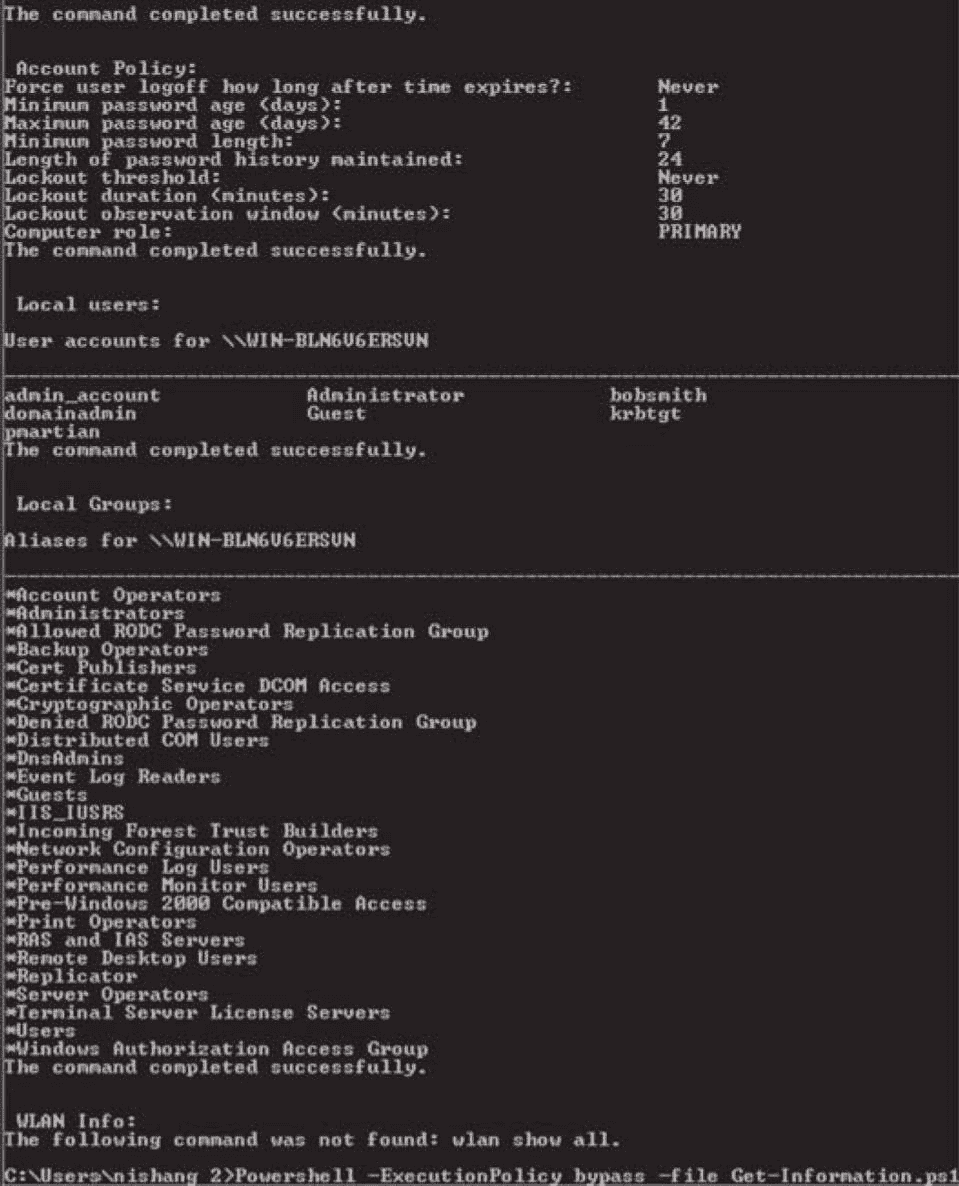 The command completed successfully.
Account Policy:
Force user logoff how long after time expires?: Never
Minimum password age (days): 1
Maximum password age (days): 42
Minimum password length: 7
Length of password history maintained: 24
Lockout threshold: Never
Lockout duration (minutes): 30
Lockout observation window (minutes): 30
Computer role: PRIMARY
The command completed successfully.
Local users:
User accounts for \\WIN-BLN6V6ERSVN
-------------------------------------------------------------------------------
admin_account Administrator bobsmith
domainadmin Guest krbtgt
pmartian
The command completed successfully.
Local Groups:
Aliases for \\WIN-BLN6V6ERSVN
-------------------------------------------------------------------------------
*Account Operators
*Administrators
*Allowed RODC Password Replication Group
*Backup Operators
*Cert Publishers
*Certificate Service DCOM Access
*Cryptographic Operators
*Denied RODC Password Replication Group
*Distributed COM Users
*DnsAdmins
*Event Log Readers
*Guests
*IIS_IUSRS
*Incoming Forest Trust Builders
*Network Configuration Operators
*Performance Log Users
*Performance Monitor Users
*Pre-Windows 2000 Compatible Access
*Print Operators
*RAS and IAS Servers
*Remote Desktop Users
*Replicator
*Server Operators
*Terminal Server License Servers
*Users
*Windows Authorization Access Group
The command completed successfully.
WLAN Info:
The following command was not found: wlan show all.
C:\Users\nishang 2>Powershell -ExecutionPolicy bypass -file Get-Information.ps1